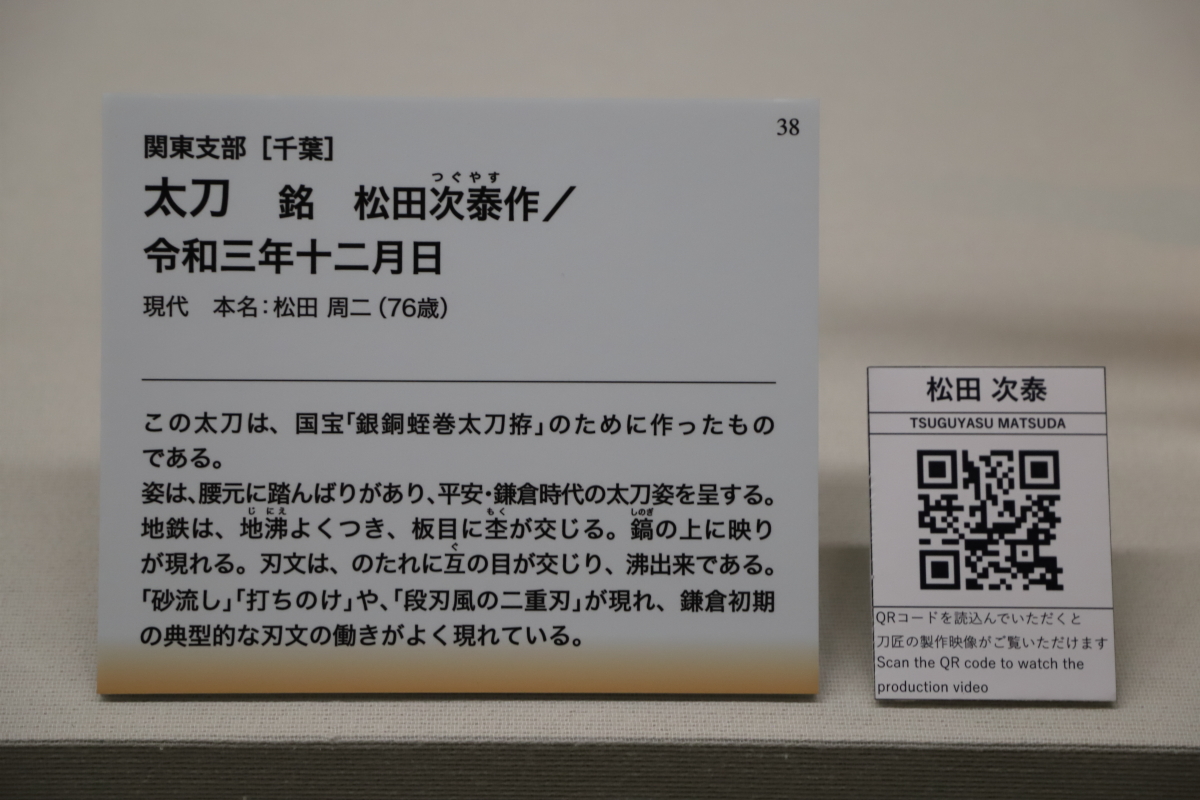 38
関東支部［千葉］
つぐやす
太刀　銘　松田次泰作／
令和三年十二月日
現代　本名：松田 周二（76歳）
この太刀は、国宝「銀銅蛭巻太刀拵」のために作ったもの
である。
姿は、腰元に踏んばりがあり、平安・鎌倉時代の太刀姿を呈する。
じにえ　もく　しのぎ
地鉄は、地沸よくつき、板目に杢が交じる。鎬の上に映り
ぐ
が現れる。刃文は、のたれに互の目が交じり、沸出来である。
「砂流し」「打ちのけ」や、「段刃風の二重刃」が現れ、鎌倉初期
の典型的な刃文の働きがよく現れている。
松田 次泰
TSUGUYASU MATSUDA
QRコードを読込んでいただくと
刀匠の製作映像がご覧いただけます
Scan the QR code to watch the
production video